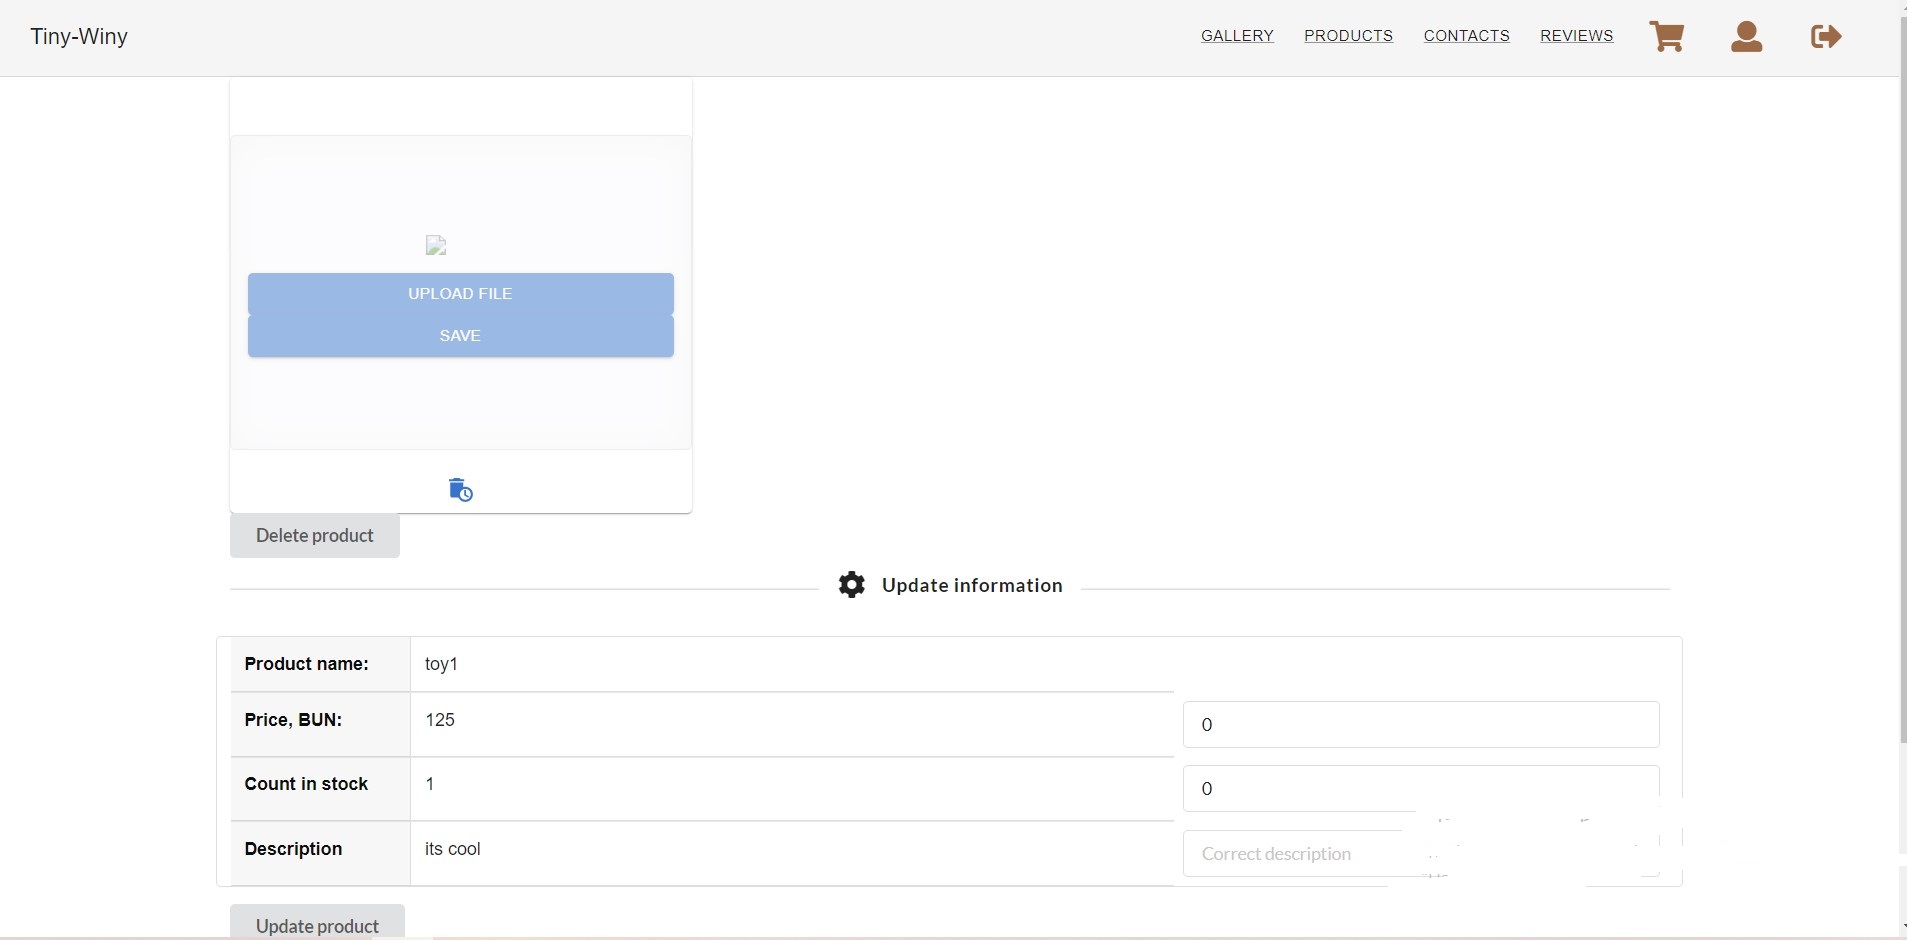 Tiny-Winy
GALLERY PRODUCTS CONTACTS REVIEWS
UPLOAD FILE
SAVE
Delete product
Update information
Product name: toy1
Price, BUN: 125 0
Count in stock 1 0
Description its cool Correct description
Update product